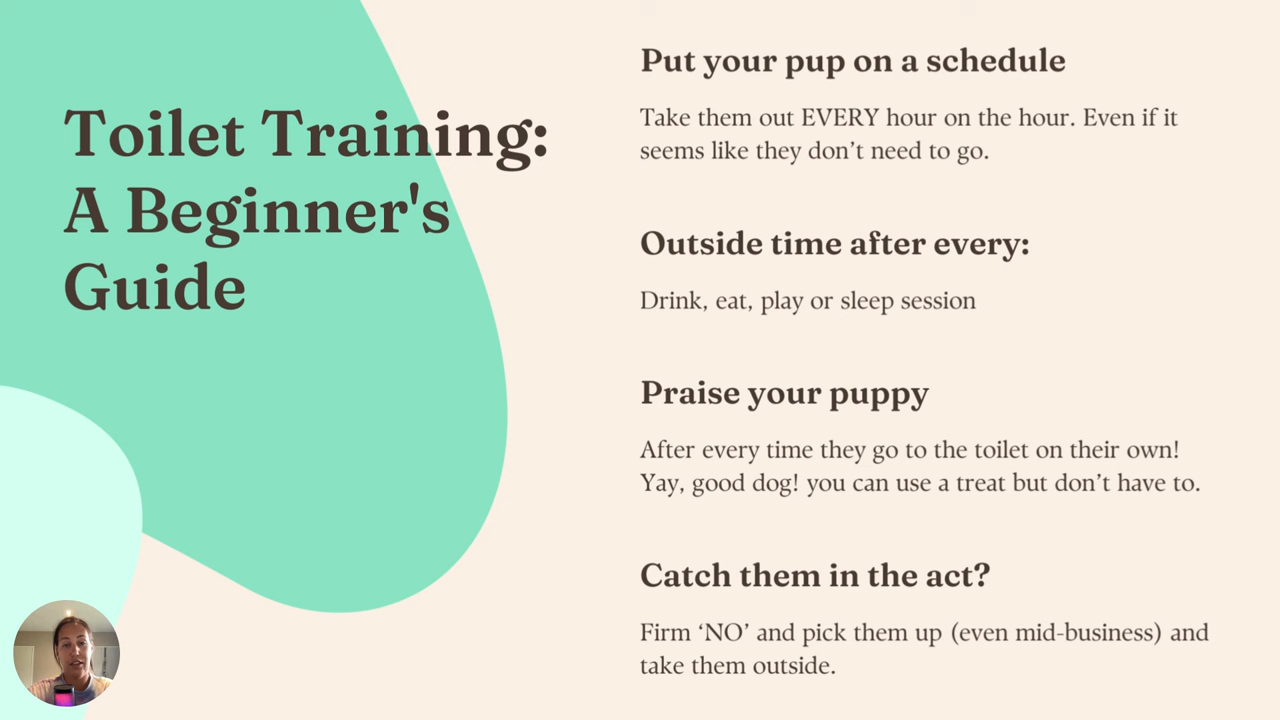 Toilet Training:
A Beginner's
Guide
Put your pup on a schedule
Take them out EVERY hour on the hour. Even if it
seems like they don’t need to go.
Outside time after every:
Drink, eat, play or sleep session
Praise your puppy
After every time they go to the toilet on their own!
Yay, good dog! you can use a treat but don’t have to.
Catch them in the act?
Firm ‘NO’ and pick them up (even mid-business) and
take them outside.